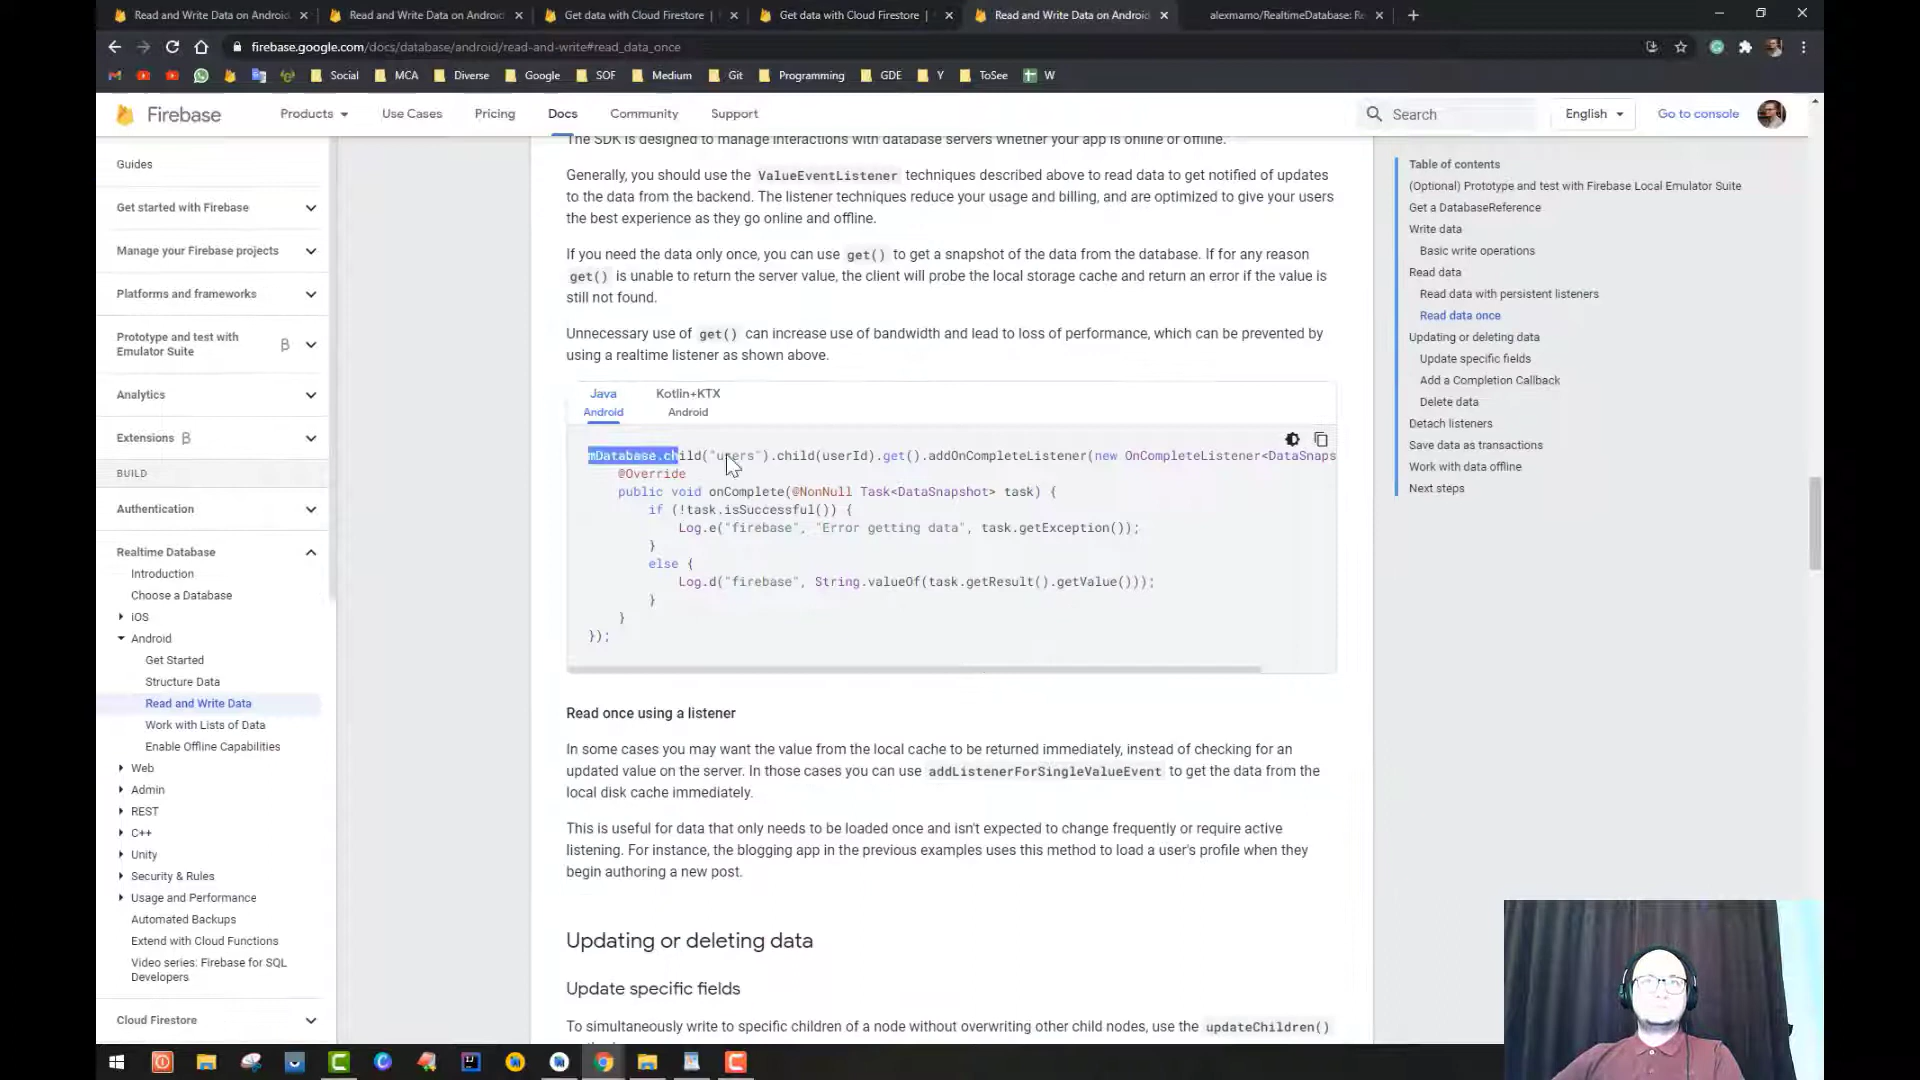 Read and Write Data on Android
Read and Write Data on Android
Get data with Cloud Firestore |
Get data with Cloud Firestore |
Read and Write Data on Android
alexmamo/RealtimeDatabase: Re
firebase.google.com/docs/database/android/read-and-write#read_data_once
Social
MCA
Diverse
Google
SOF
Medium
Git
Programming
GDE
Y
ToSee
W
Firebase
Products
Use Cases
Pricing
Docs
Community
Support
Search
English
Go to console
Guides
Get started with Firebase
Manage your Firebase projects
Platforms and frameworks
Prototype and test with
Emulator Suite
β
Analytics
Extensions β
BUILD
Authentication
Realtime Database
Introduction
Choose a Database
iOS
Android
Get Started
Structure Data
Read and Write Data
Work with Lists of Data
Enable Offline Capabilities
Web
Admin
REST
C++
Unity
Security & Rules
Usage and Performance
Automated Backups
Extend with Cloud Functions
Video series: Firebase for SQL
Developers
Cloud Firestore
The SDK is designed to manage interactions with database servers whether your app is online or offline.
Generally, you should use the ValueEventListener techniques described above to read data to get notified of updates
to the data from the backend. The listener techniques reduce your usage and billing, and are optimized to give your users
the best experience as they go online and offline.
If you need the data only once, you can use get() to get a snapshot of the data from the database. If for any reason
get() is unable to return the server value, the client will probe the local storage cache and return an error if the value is
still not found.
Unnecessary use of get() can increase use of bandwidth and lead to loss of performance, which can be prevented by
using a realtime listener as shown above.
Java
Android
Kotlin+KTX
Android
mDatabase.child("users").child(userId).get().addOnCompleteListener(new OnCompleteListener<DataSnaps
@Override
public void onComplete(@NonNull Task<DataSnapshot> task) {
if (!task.isSuccessful()) {
Log.e("firebase", "Error getting data", task.getException());
}
else {
Log.d("firebase", String.valueOf(task.getResult().getValue()));
}
}
});
Read once using a listener
In some cases you may want the value from the local cache to be returned immediately, instead of checking for an
updated value on the server. In those cases you can use addListenerForSingleValueEvent to get the data from the
local disk cache immediately.
This is useful for data that only needs to be loaded once and isn't expected to change frequently or require active
listening. For instance, the blogging app in the previous examples uses this method to load a user's profile when they
begin authoring a new post.
Updating or deleting data
Update specific fields
To simultaneously write to specific children of a node without overwriting other child nodes, use the updateChildren()
Table of contents
(Optional) Prototype and test with Firebase Local Emulator Suite
Get a DatabaseReference
Write data
Basic write operations
Read data
Read data with persistent listeners
Read data once
Updating or deleting data
Update specific fields
Add a Completion Callback
Delete data
Detach listeners
Save data as transactions
Work with data offline
Next steps